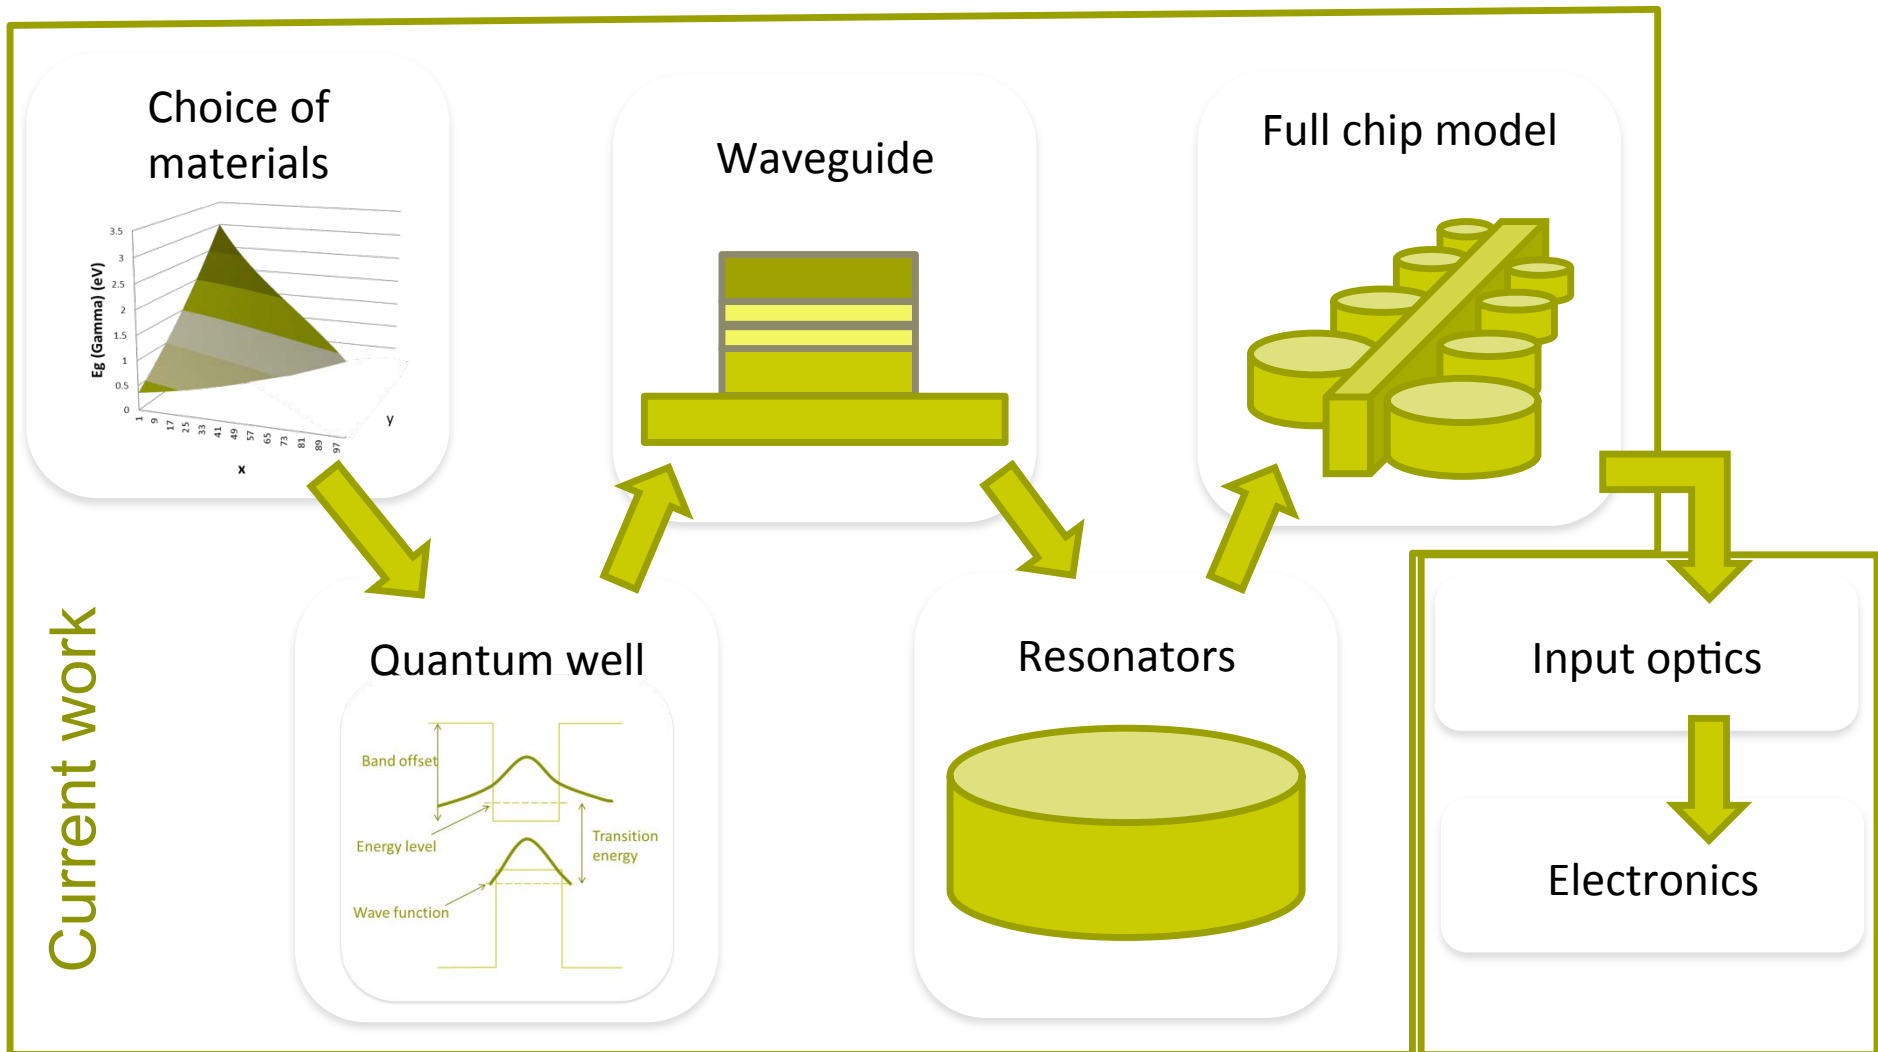 Choice of
materials
3.5
3
2.5
2
1.5
1
0.5
0
Eg (Gamma) (eV)
1
9
17
25
33
41
49
57
65
73
81
89
97
x
y
Waveguide
Full chip model
Quantum well
Band offset
Energy level
Transition
energy
Wave function
Resonators
Input optics
Electronics
Current work